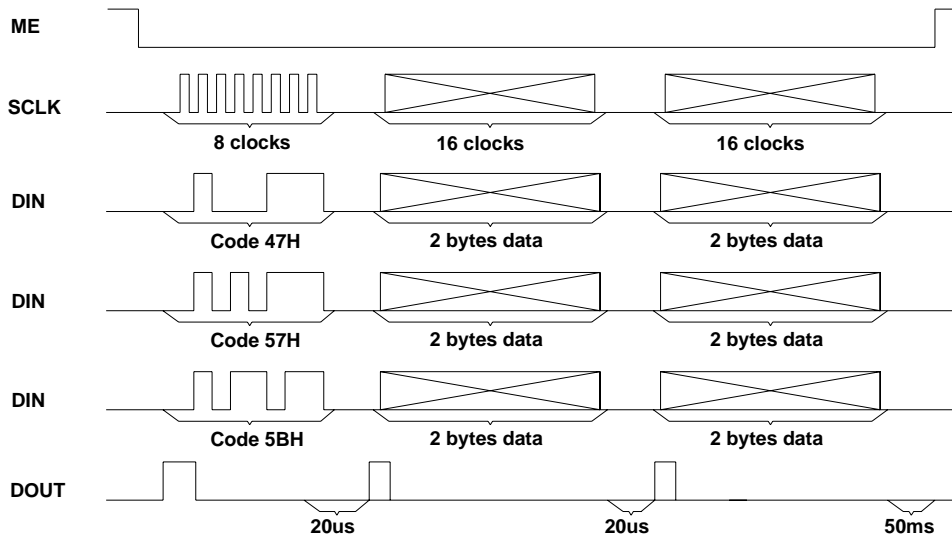 ME
SCLK
8 clocks 16 clocks 16 clocks
DIN
Code 47H 2 bytes data 2 bytes data
DIN
Code 57H 2 bytes data 2 bytes data
DIN
Code 5BH 2 bytes data 2 bytes data
DOUT
20us 20us 50ms